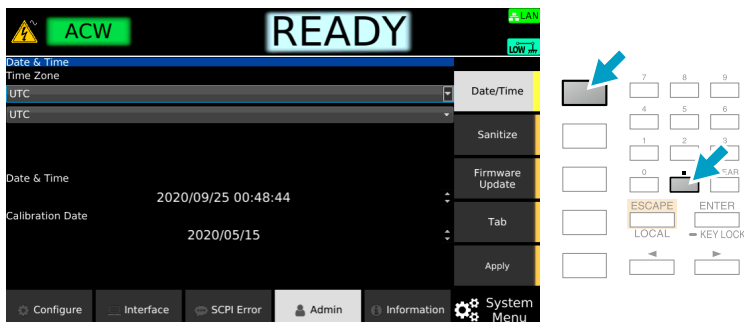 ACW
READY
LAN
LOW
Date & Time
Time Zone
UTC
UTC
Date & Time
2020/09/25 00:48:44
Calibration Date
2020/05/15
Date/Time
Sanitize
Firmware
Update
Tab
Apply
Configure
Interface
SCPI Error
Admin
Information
System
Menu
7 8 9
4 5 6
1 2 3
0
ESCAPE ENTER
LOCAL KEY LOCK